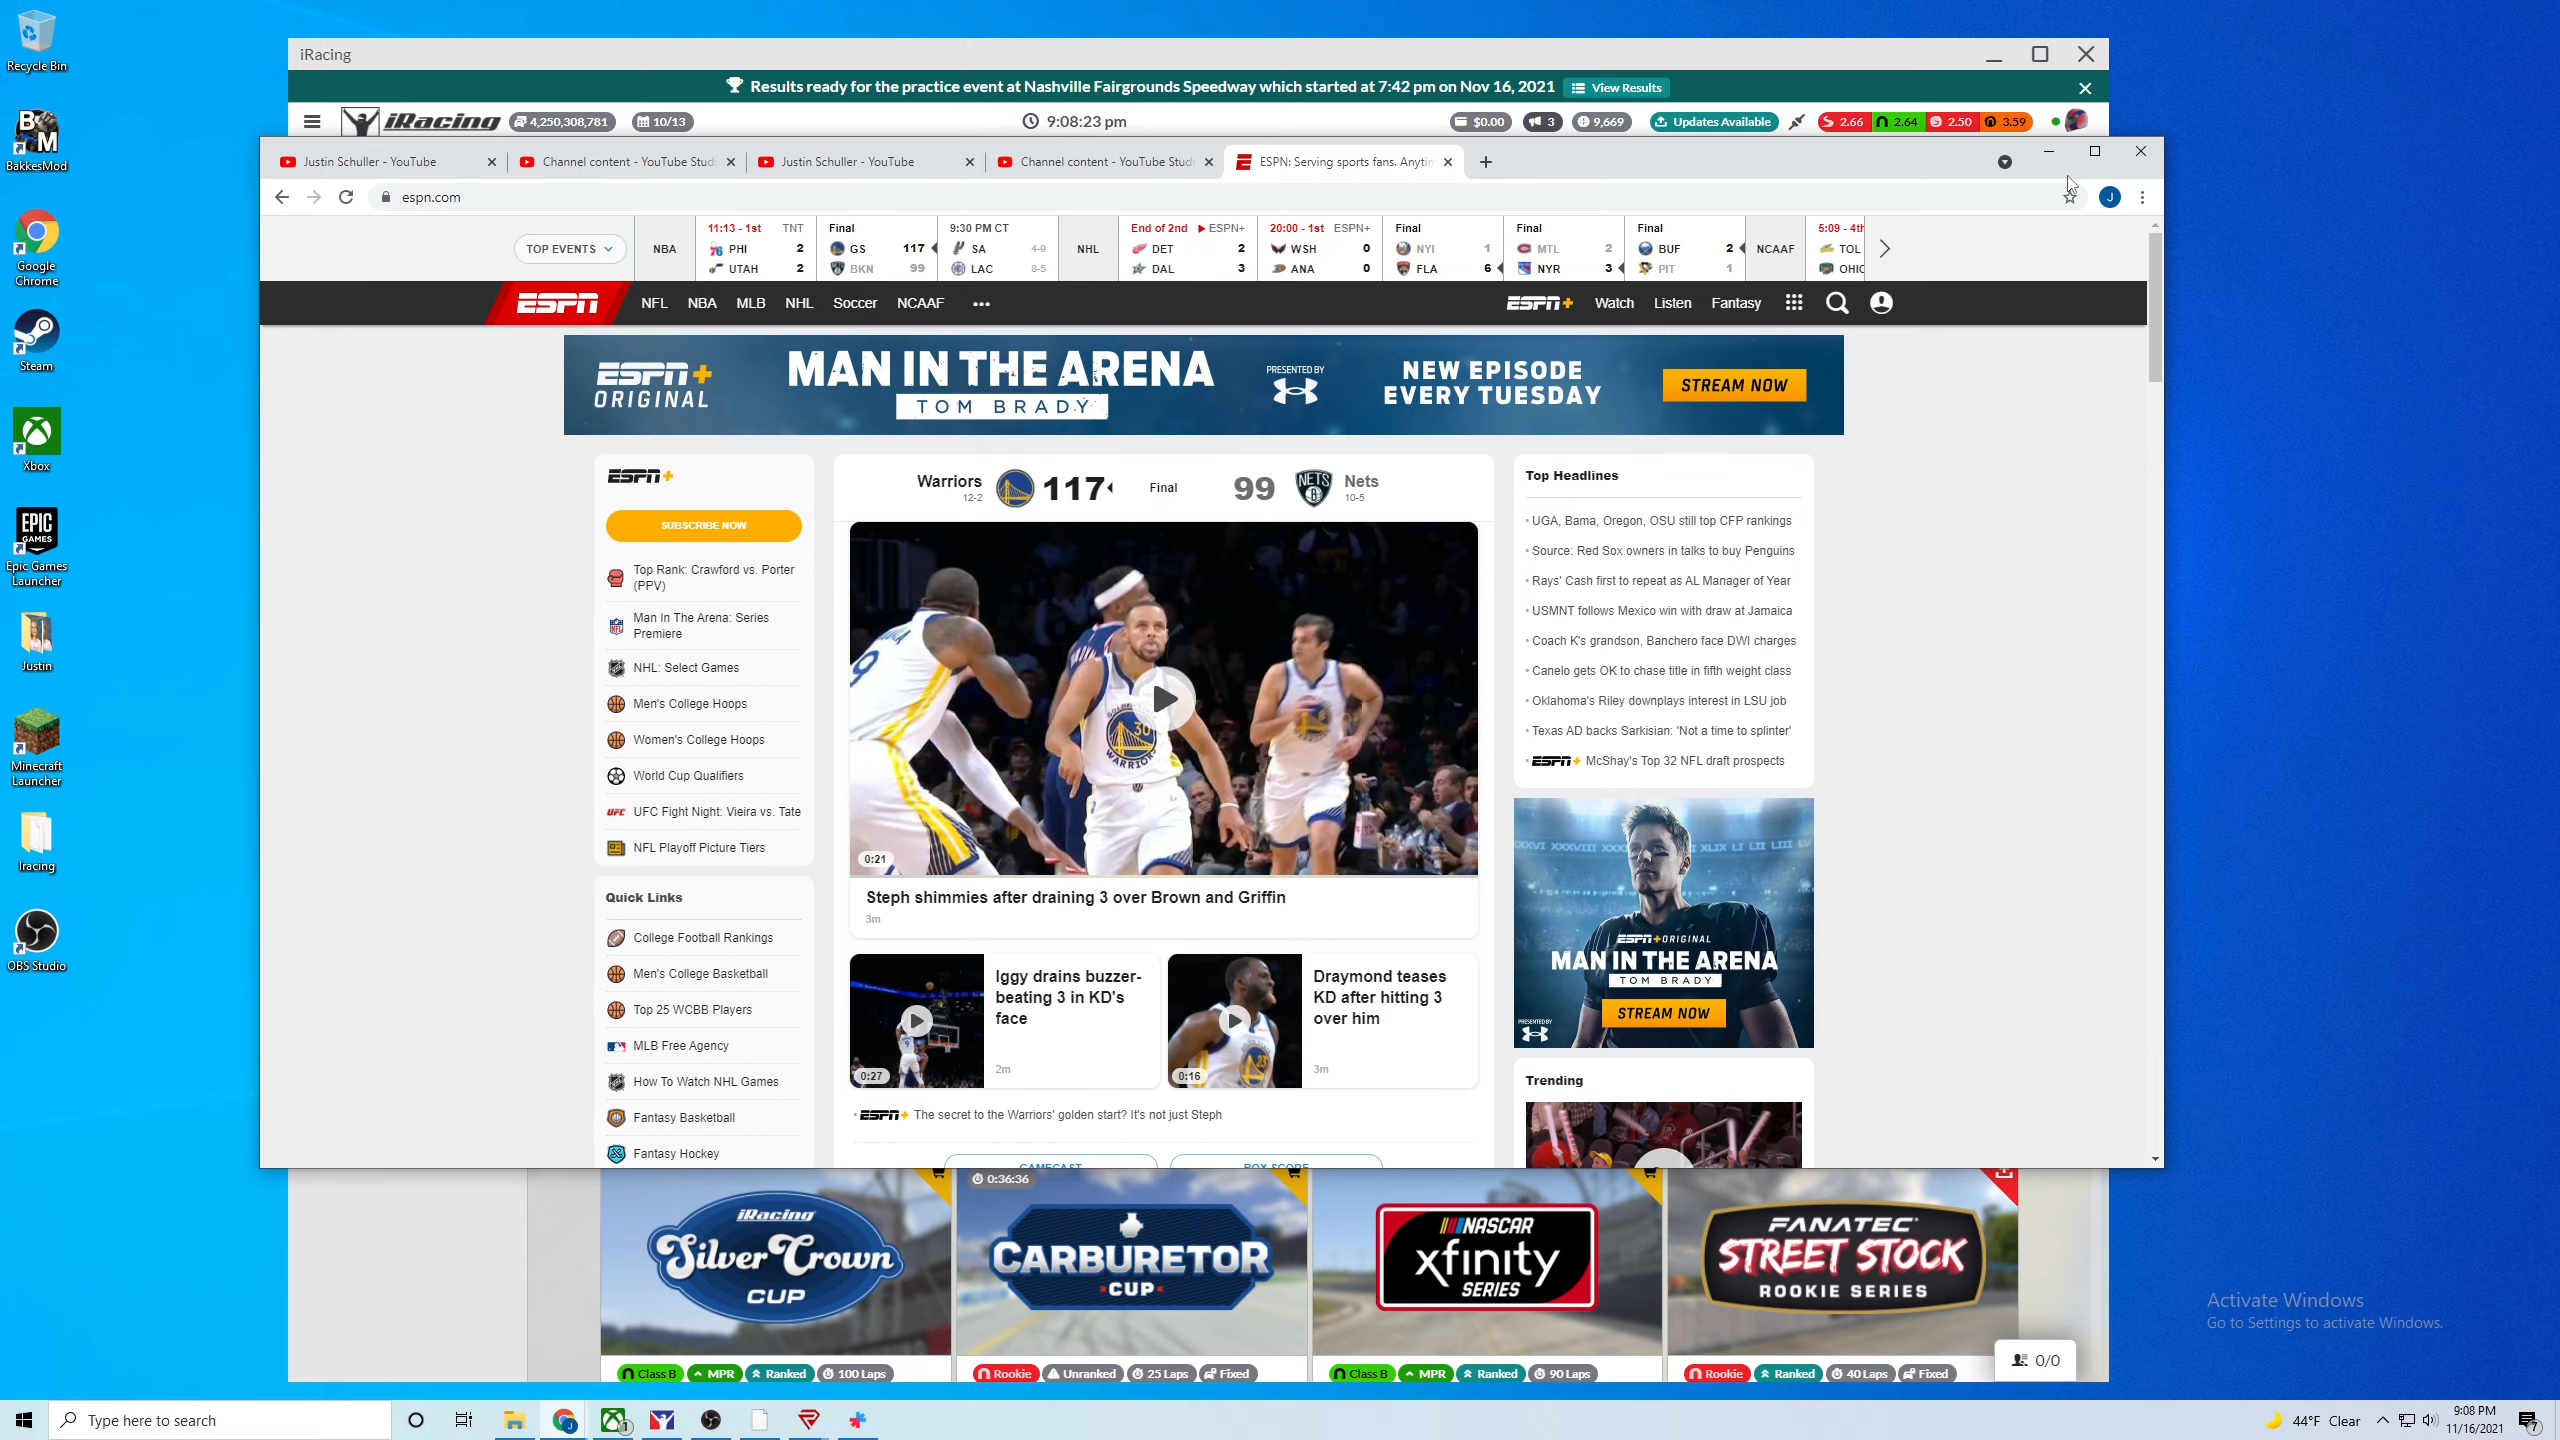 Recycle Bin
BakkesMod
Google Chrome
Steam
Xbox
Epic Games Launcher
Justin
Minecraft Launcher
Iracing
OBS Studio
iRacing
Results ready for the practice event at Nashville Fairgrounds Speedway which started at 7:42 pm on Nov 16, 2021 View Results
iRacing 4,250,308,781 10/13 9:08:23 pm $0.00 3 9,669 Updates Available 2.66 2.64 2.50 3.59
Justin Schuller - YouTube Channel content - YouTube Studi Justin Schuller - YouTube Channel content - YouTube Studi ESPN: Serving sports fans. Anytim
espn.com
TOP EVENTS
NBA
11:13 - 1st TNT
PHI 2
UTAH 2
Final
GS 117
BKN 99
9:30 PM CT
SA 4-9
LAC 8-5
NHL
End of 2nd ESPN+
DET 2
DAL 3
20:00 - 1st ESPN+
WSH 0
ANA 0
Final
NYI 1
FLA 6
Final
MTL 2
NYR 3
Final
BUF 2
PIT 1
NCAAF
5:09 - 4th
TOL
OHIO
ESPN NFL NBA MLB NHL Soccer NCAAF ESPN+ Watch Listen Fantasy
ESPN+ ORIGINAL
MAN IN THE ARENA
TOM BRADY
PRESENTED BY
NEW EPISODE
EVERY TUESDAY
STREAM NOW
ESPN+
SUBSCRIBE NOW
Top Rank: Crawford vs. Porter
(PPV)
Man In The Arena: Series
Premiere
NHL: Select Games
Men's College Hoops
Women's College Hoops
World Cup Qualifiers
UFC Fight Night: Vieira vs. Tate
NFL Playoff Picture Tiers
Quick Links
College Football Rankings
Men's College Basketball
Top 25 WCBB Players
MLB Free Agency
How To Watch NHL Games
Fantasy Basketball
Fantasy Hockey
Warriors 117 Final 99 Nets
12-2 10-5
0:21
Steph shimmies after draining 3 over Brown and Griffin
3m
Iggy drains buzzer-
beating 3 in KD's
face
2m
0:27
Draymond teases
KD after hitting 3
over him
3m
0:16
ESPN+ The secret to the Warriors' golden start? It's not just Steph
GAMECAST BOX SCORE
Top Headlines
UGA, Bama, Oregon, OSU still top CFP rankings
Source: Red Sox owners in talks to buy Penguins
Rays' Cash first to repeat as AL Manager of Year
USMNT follows Mexico win with draw at Jamaica
Coach K's grandson, Banchero face DWI charges
Canelo gets OK to chase title in fifth weight class
Oklahoma's Riley downplays interest in LSU job
Texas AD backs Sarkisian: 'Not a time to splinter'
ESPN+ McShay's Top 32 NFL draft prospects
ESPN+ ORIGINAL
MAN IN THE ARENA
TOM BRADY
STREAM NOW
PRESENTED BY
Trending
iRacing
Silver Crown
CUP
Class B MPR Ranked 100 Laps
0:36:36
CARBURETOR
CUP
Rookie Unranked 25 Laps Fixed
NASCAR
xfinity
SERIES
Class B MPR Ranked 90 Laps
FANATEC
STREET STOCK
ROOKIE SERIES
Rookie Ranked 40 Laps Fixed
0/0
Activate Windows
Go to Settings to activate Windows.
Type here to search
44°F Clear
9:08 PM
11/16/2021
7